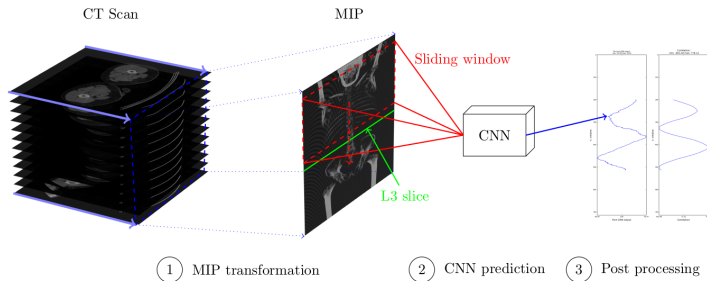 CT Scan
MIP
Sliding window
CNN
L3 slice
1 MIP transformation
2 CNN prediction
3 Post processing